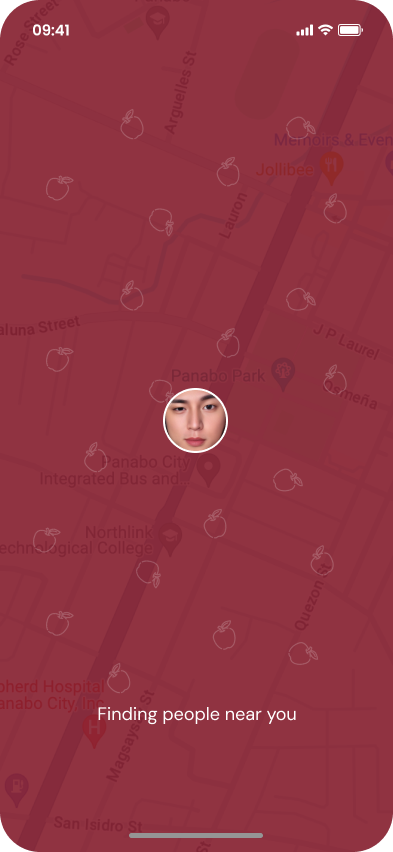 09:41
Rose Street
Arguelles St
Memoirs & Even
Jollibee
Lauron
aluna Street
J P Laurel
Panabo Park
Osmeña
Panabo City
Integrated Bus and...
Northlink
echnological College
Quezon St
pherd Hospital
anabo City, Inc
Finding people near you
Magsaysay St
San Isidro St
St